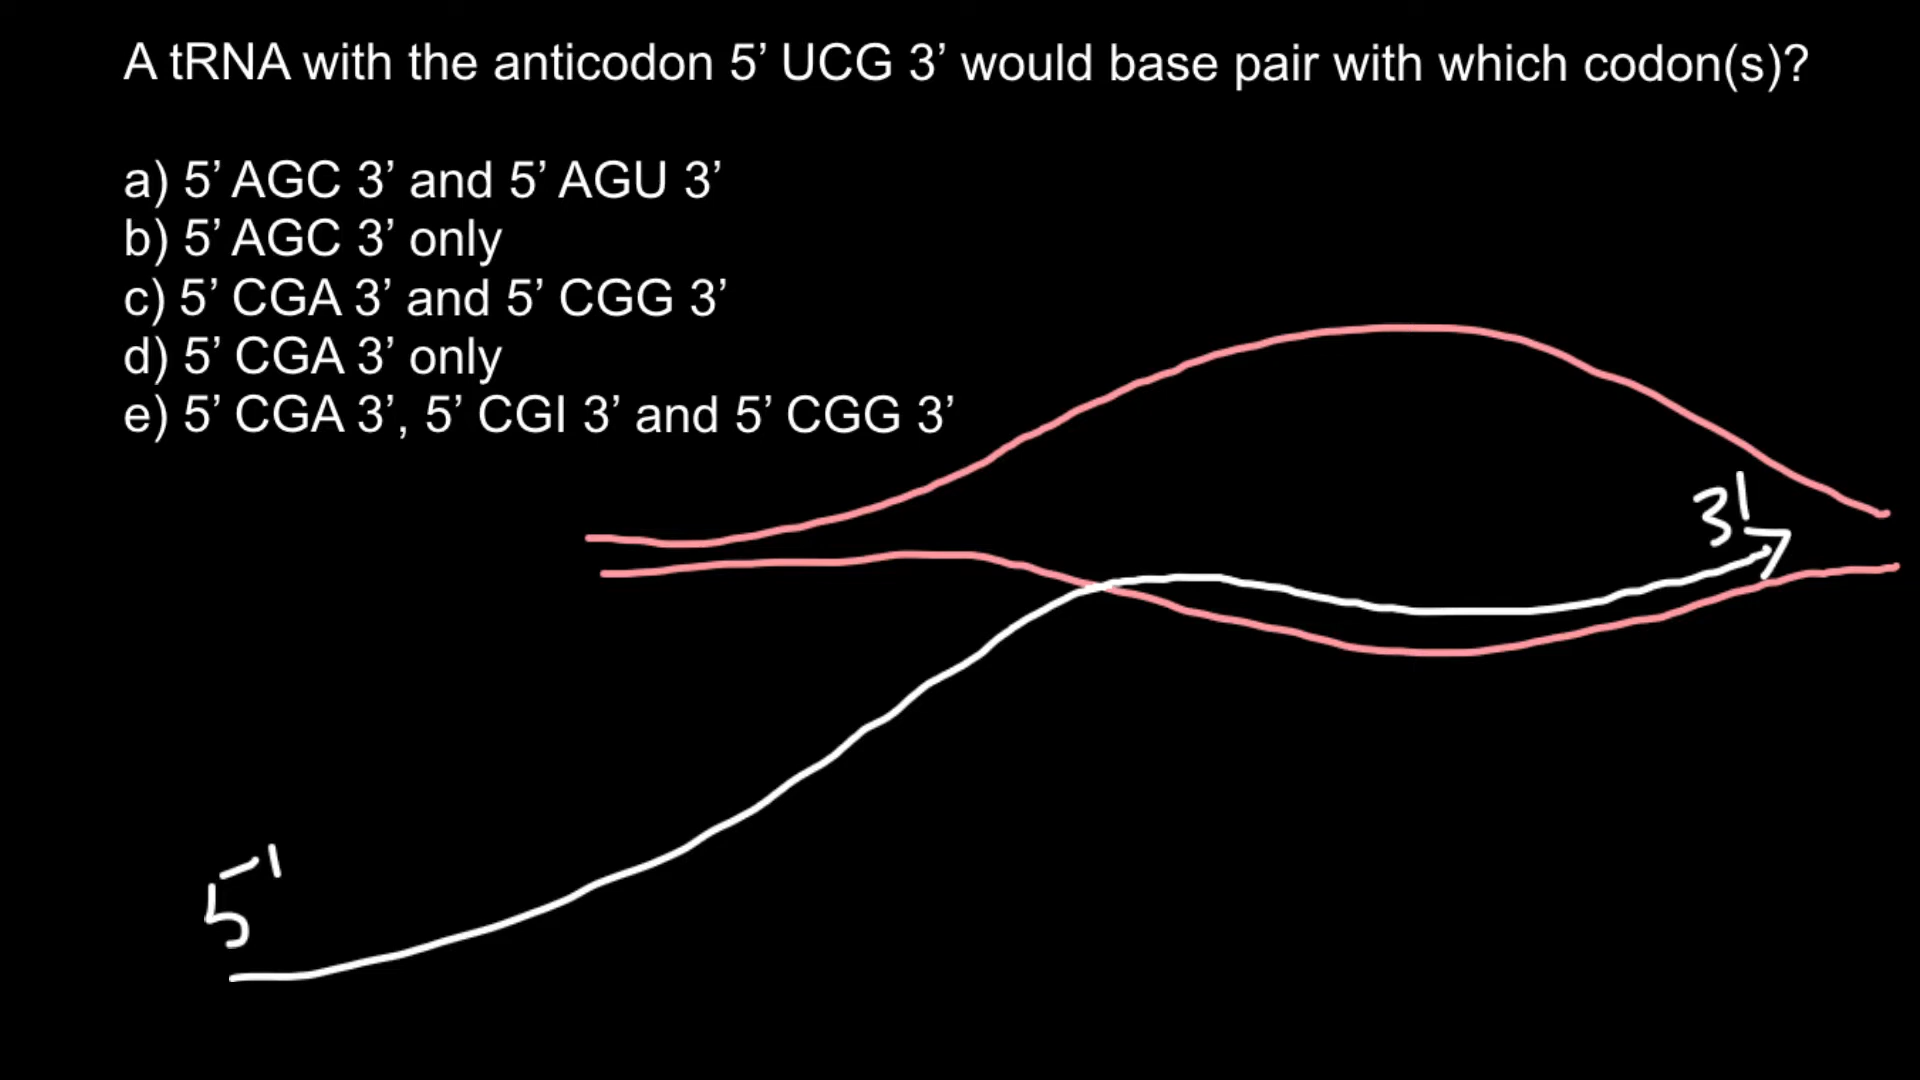 A tRNA with the anticodon 5’ UCG 3’ would base pair with which codon(s)?
a) 5’ AGC 3’ and 5’ AGU 3’
b) 5’ AGC 3’ only
c) 5’ CGA 3’ and 5’ CGG 3’
d) 5’ CGA 3’ only
e) 5’ CGA 3’, 5’ CGI 3’ and 5’ CGG 3’
3'
5'